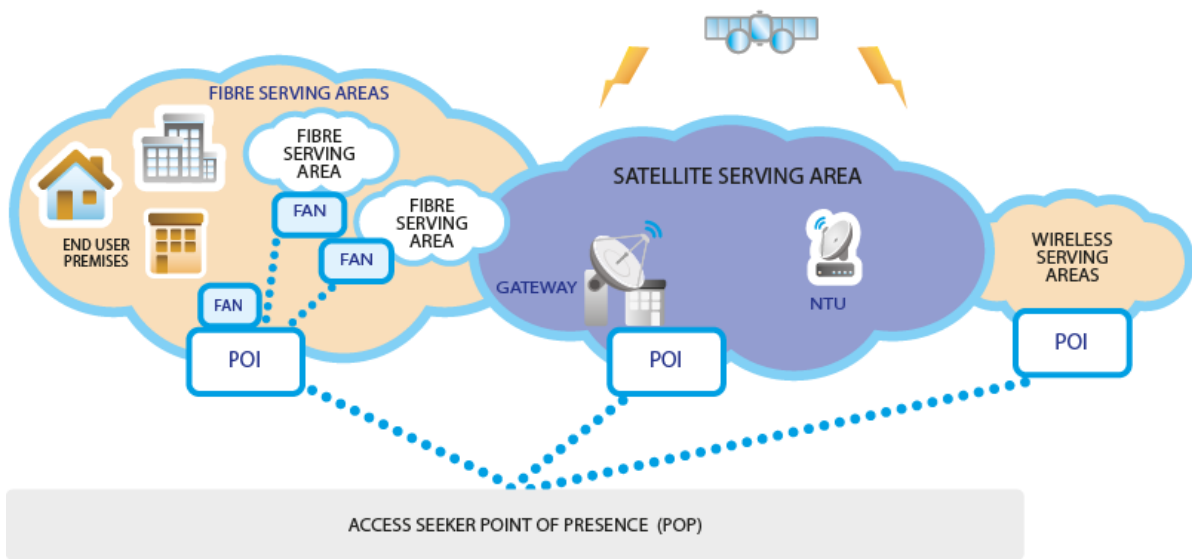 FIBRE SERVING AREAS
FIBRE
SERVING
AREA
FAN
FIBRE
SERVING
AREA
FAN
END USER
PREMISES
FAN
POI
SATELLITE SERVING AREA
GATEWAY
NTU
POI
WIRELESS
SERVING
AREAS
POI
ACCESS SEEKER POINT OF PRESENCE (POP)